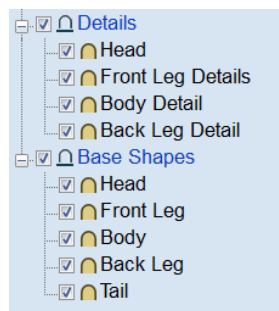 Details
Head
Front Leg Details
Body Detail
Back Leg Detail
Base Shapes
Head
Front Leg
Body
Back Leg
Tail